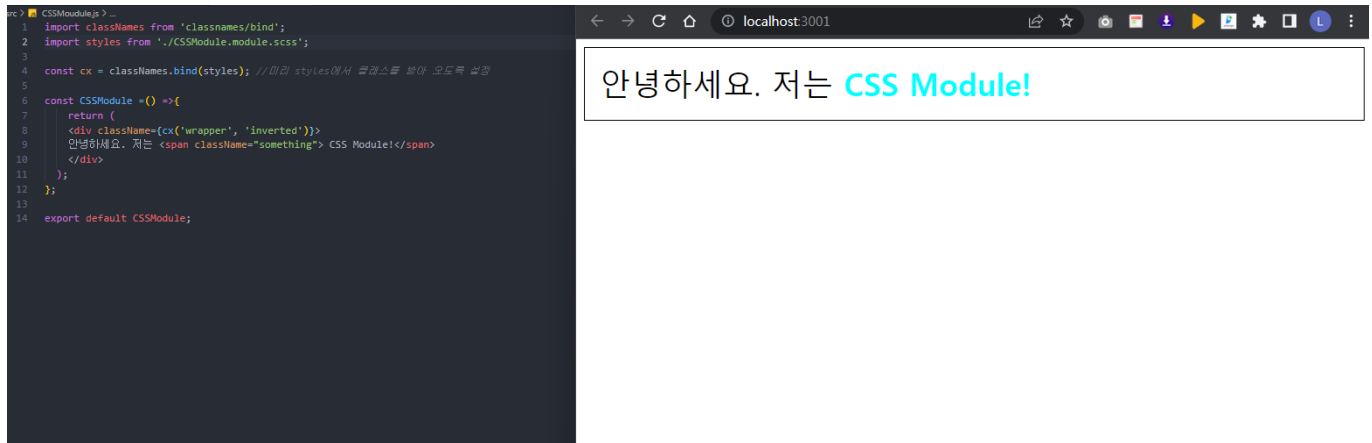 src > CSSMoudule.js > ...
1 import classNames from 'classnames/bind';
2 import styles from './CSSModule.module.scss';
3
4 const cx = classNames.bind(styles); //미리 styles에서 클래스를 받아 오도록 설정
5
6 const CSSModule =() =>{
7 return (
8 <div className={cx('wrapper', 'inverted')}>
9 안녕하세요. 저는 <span className="something"> CSS Module!</span>
10 </div>
11 );
12 };
13
14 export default CSSModule;
localhost:3001
L
안녕하세요. 저는 CSS Module!